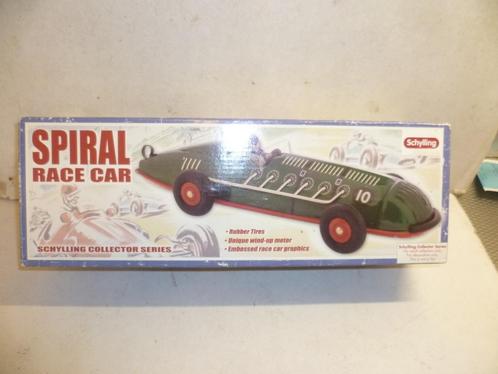 SPIRAL
RACE CAR
Schylling
10
• Rubber Tires
• Unique wind-up motor
• Embossed race car graphics
SCHYLLING COLLECTOR SERIES
Schylling Collector Series